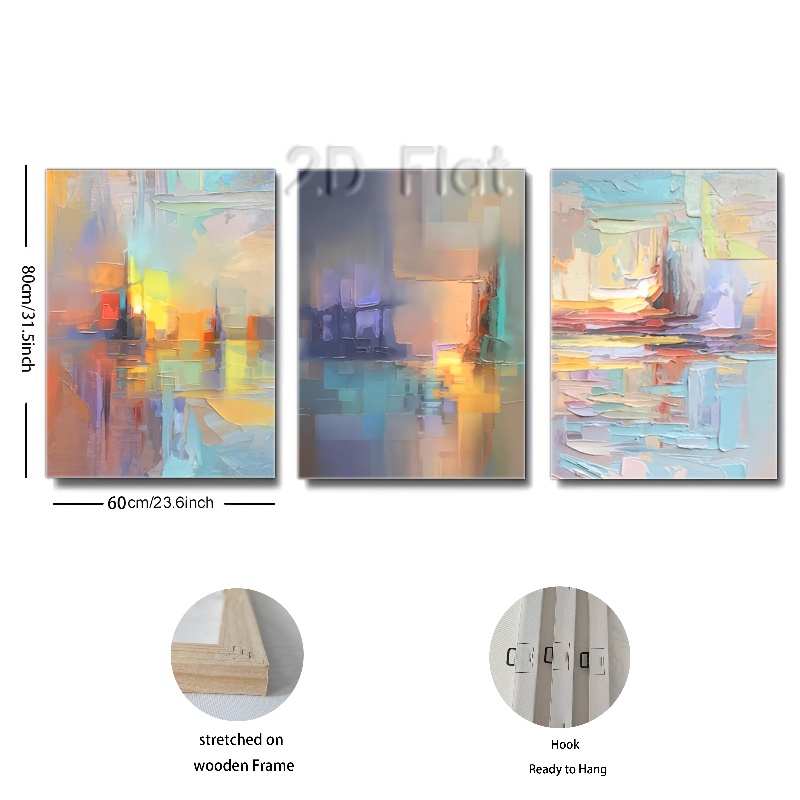 2D Flat
80cm/31.5inch
60cm/23.6inch
stretched on
wooden Frame
Hook
Ready to Hang